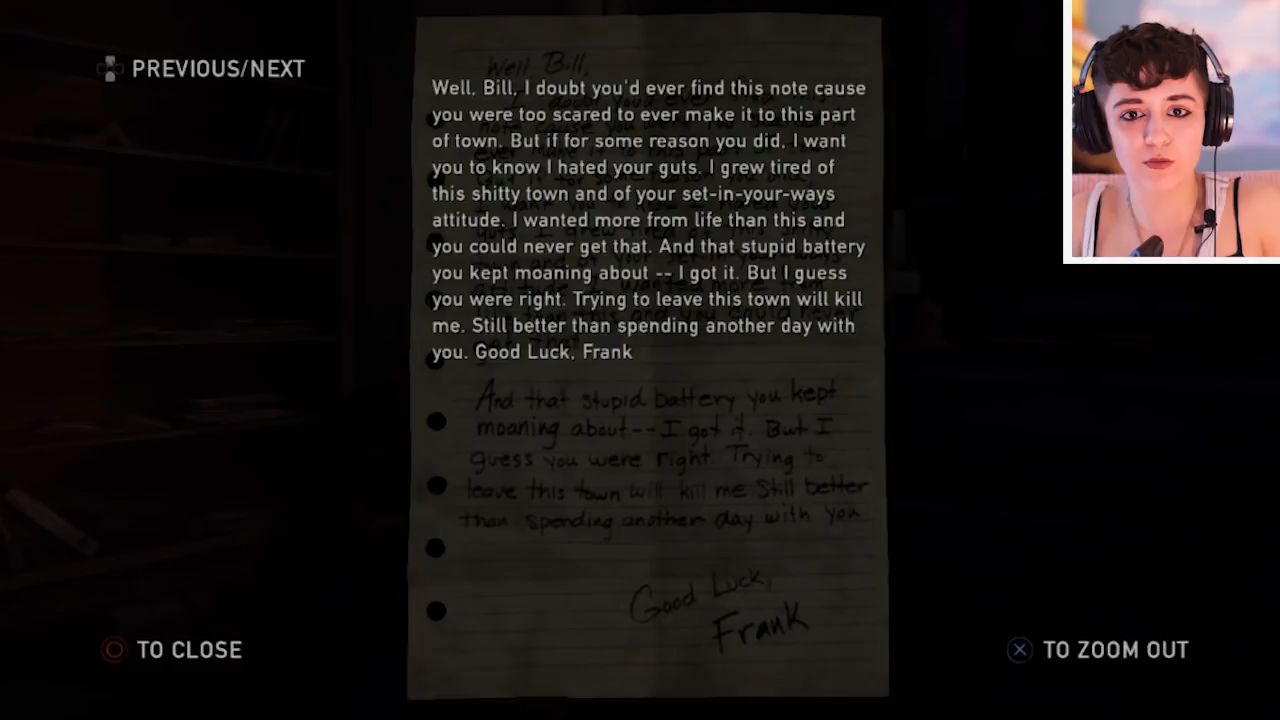 PREVIOUS/NEXT
Well, Bill,
Well, Bill, I doubt you'd ever find this note cause
you were too scared to ever make it to this part
of town. But if for some reason you did, I want
you to know I hated your guts. I grew tired of
this shitty town and of your set-in-your-ways
attitude. I wanted more from life than this and
you could never get that. And that stupid battery
you kept moaning about -- I got it. But I guess
you were right. Trying to leave this town will kill
me. Still better than spending another day with
you. Good Luck, Frank
And that stupid battery you kept
moaning about-- I got it. But I
guess you were right. Trying to
leave this town will kill me Still better
than spending another day with you
Good Luck,
Frank
TO CLOSE
TO ZOOM OUT